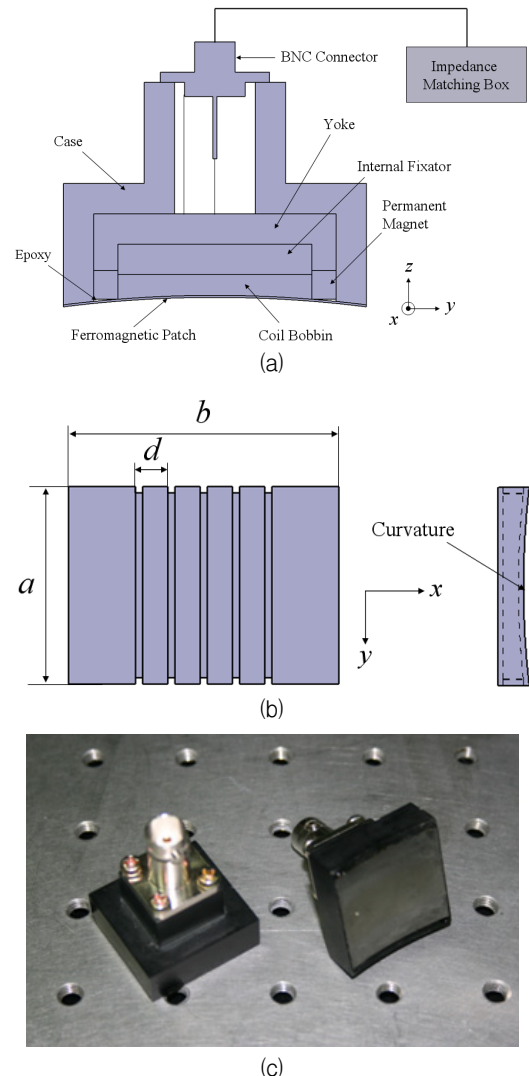 BNC Connector
Impedance
Matching Box
Yoke
Case
Internal Fixator
Permanent
Magnet
Epoxy
Ferromagnetic Patch
Coil Bobbin
z
x
y
(a)
b
d
a
Curvature
x
y
(b)
(c)